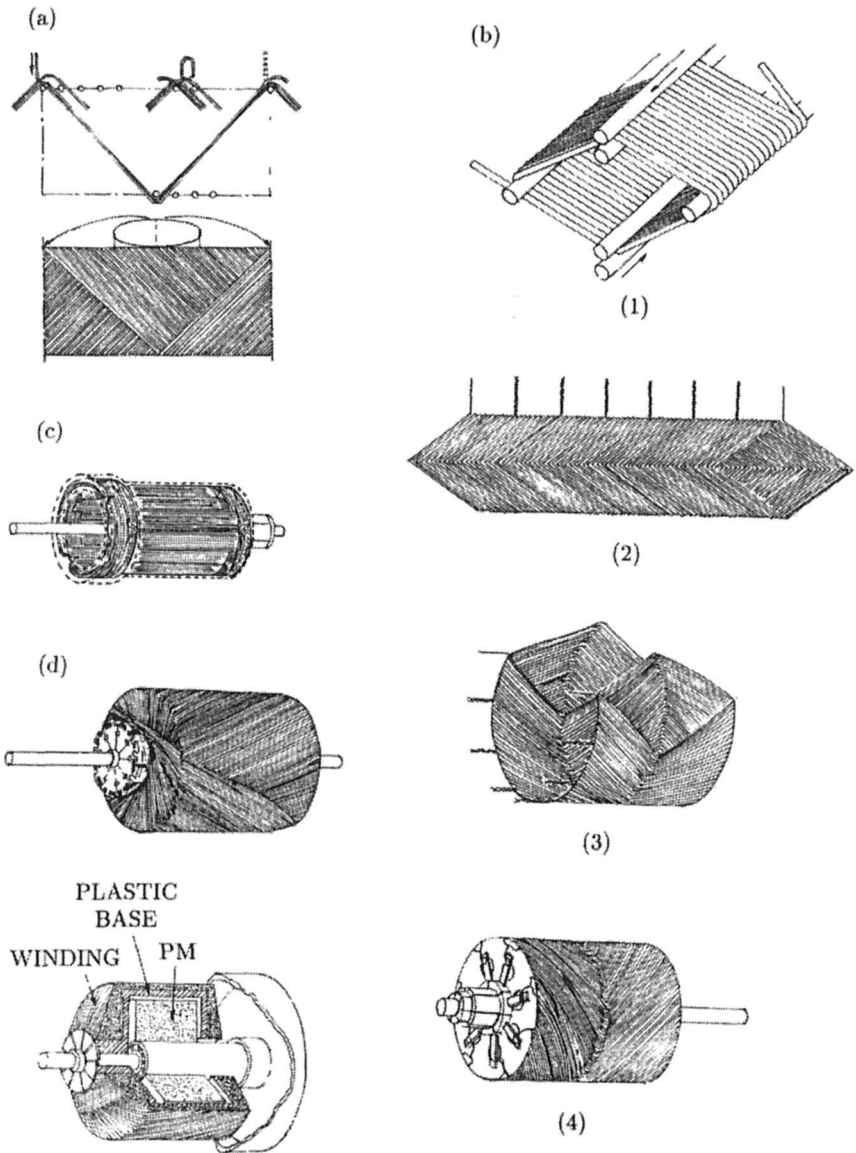 (a)
(b)
(1)
(2)
(c)
(d)
(3)
PLASTIC
BASE
WINDING
PM
(4)